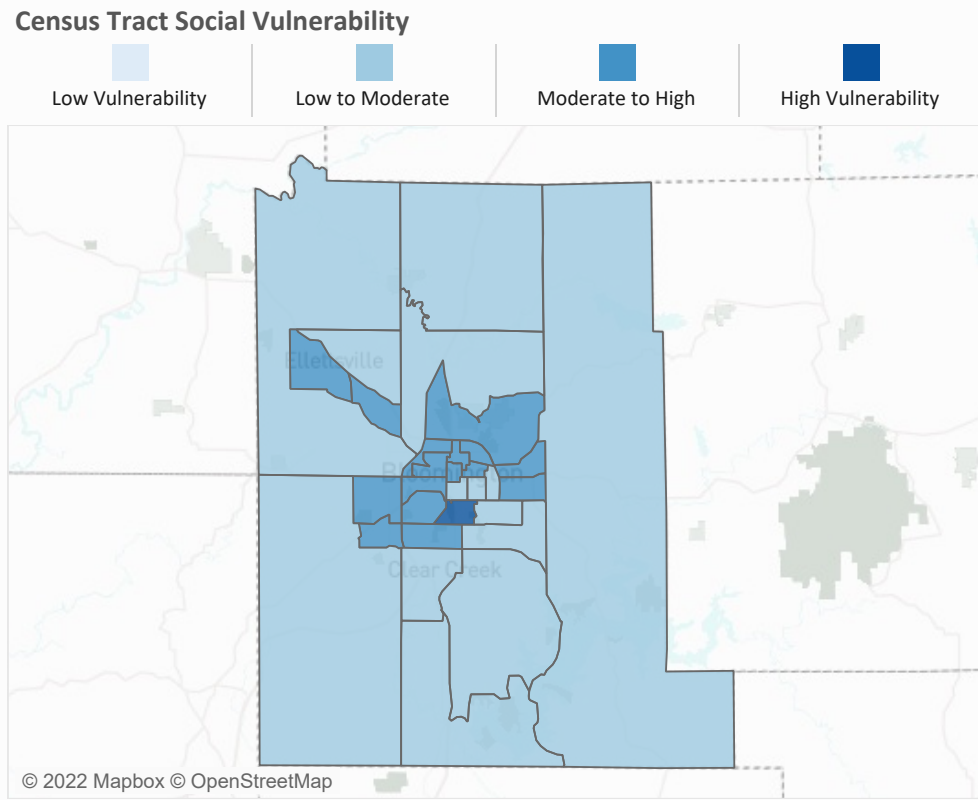 Census Tract Social Vulnerability
Low Vulnerability
Low to Moderate
Moderate to High
High Vulnerability
Ellettsville
Bloomington
Clear Creek
© 2022 Mapbox © OpenStreetMap